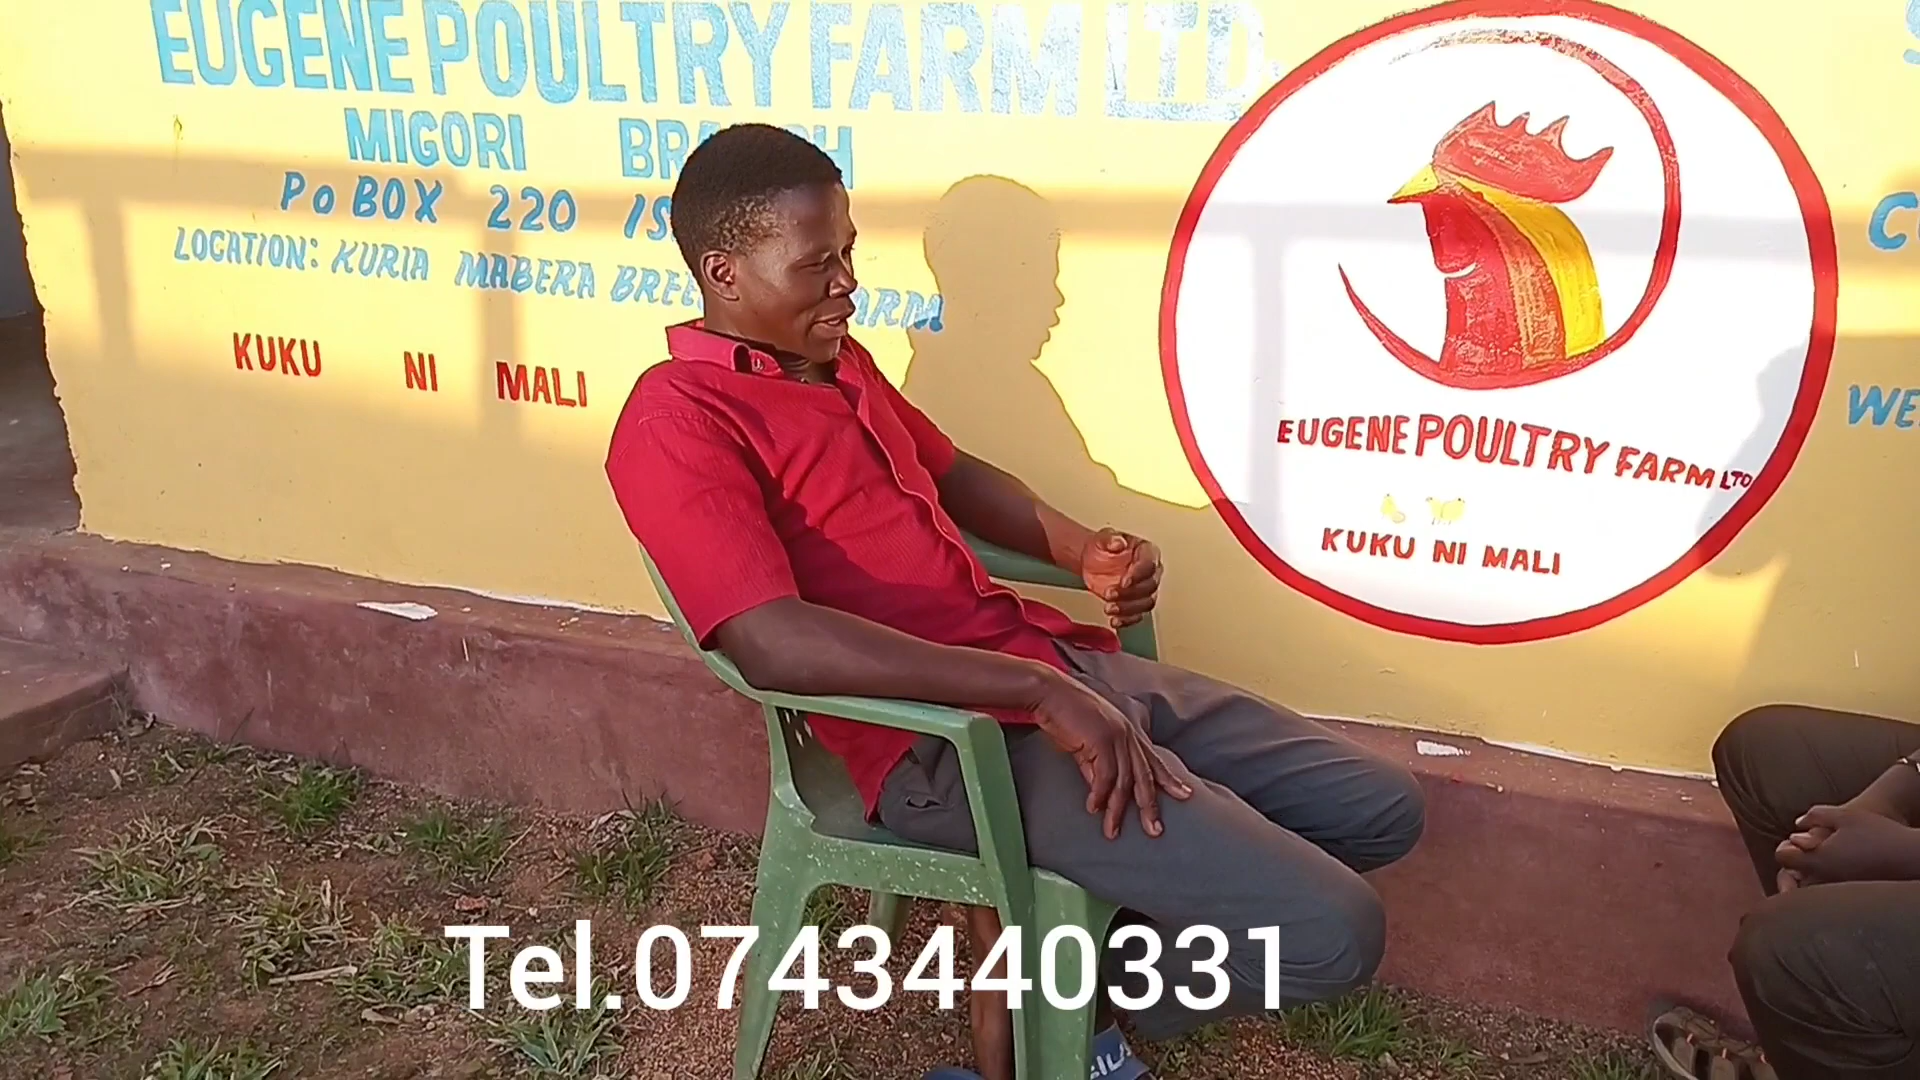 EUGENE POULTRY FARM LTD.
MIGORI
PO BOX 220
LOCATION: KURIA MABERA
KUKU NI MALI
EUGENE POULTRY FARM LTD
KUKU NI MALI
Tel.0743440331